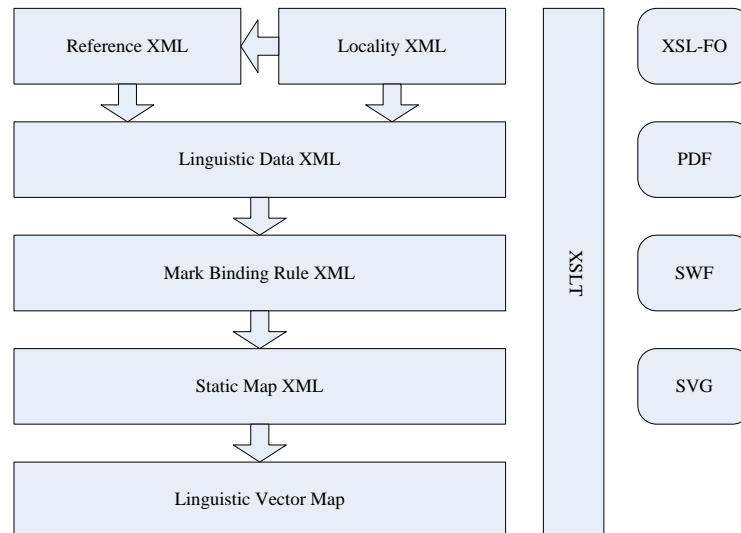 Reference XML
Locality XML
XSL-FO
Linguistic Data XML
PDF
Mark Binding Rule XML
XSLT
SWF
Static Map XML
SVG
Linguistic Vector Map